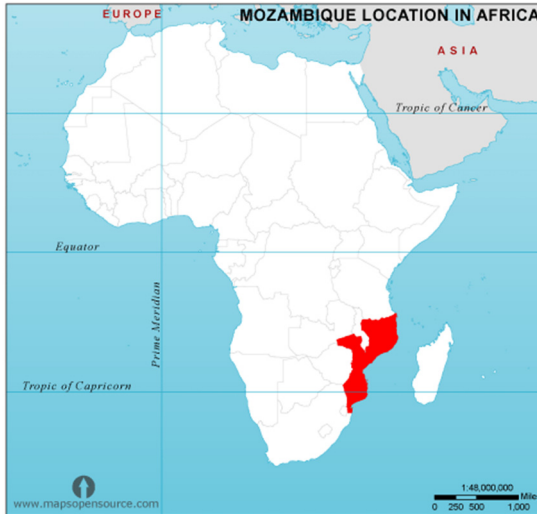 MOZAMBIQUE LOCATION IN AFRICA
EUROPE
ASIA
Tropic of Cancer
Equator
Prime Meridian
Tropic of Capricorn
1:48,000,000
Mile
0 250 500 1,000
www.mapsopensource.com